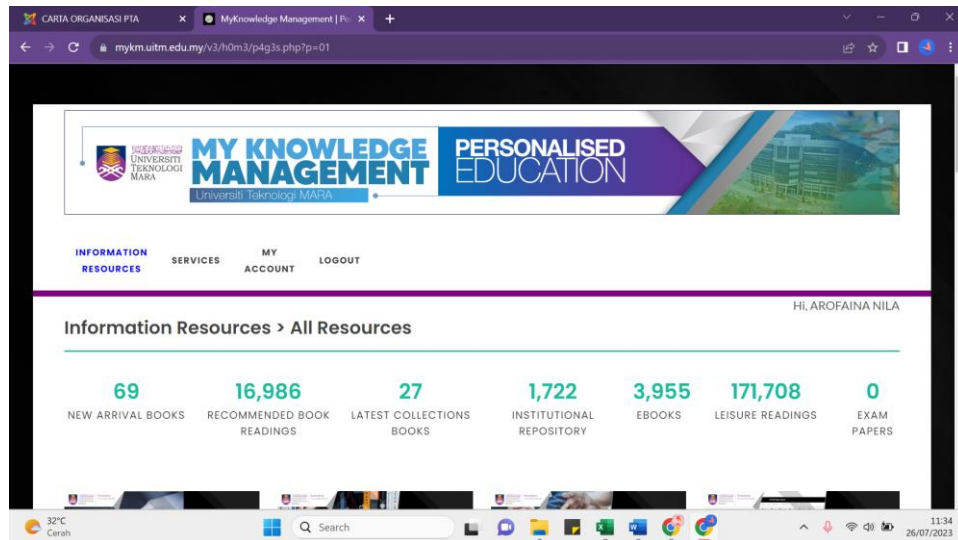 CARTA ORGANISASI PTA
MyKnowledge Management | Pe
mykm.uitm.edu.my/v3/h0m3/p4g3s.php?p=01
UNIVERSITI
TEKNOLOGI
MARA
MY KNOWLEDGE
MANAGEMENT
Universiti Teknologi MARA
PERSONALISED
EDUCATION
INFORMATION
RESOURCES
SERVICES
MY
ACCOUNT
LOGOUT
Hi, AROFAINA NILA
Information Resources > All Resources
69
NEW ARRIVAL BOOKS
16,986
RECOMMENDED BOOK
READINGS
27
LATEST COLLECTIONS
BOOKS
1,722
INSTITUTIONAL
REPOSITORY
3,955
EBOOKS
171,708
LEISURE READINGS
0
EXAM
PAPERS
32°C
Cerah
Search
11:34
26/07/2023